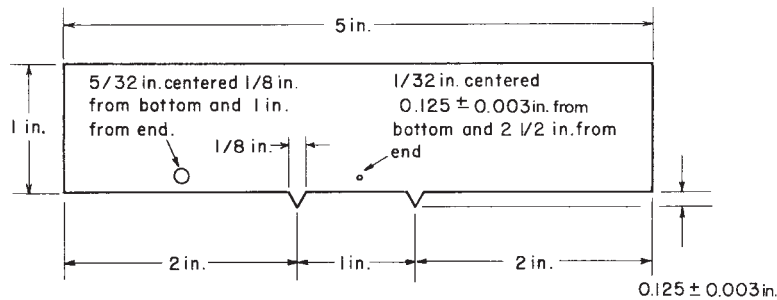 5 in.
5/32 in. centered 1/8 in.
from bottom and 1 in.
from end.
1/32 in. centered
0.125 ± 0.003 in. from
bottom and 2 1/2 in. from
end
1 in.
1/8 in.
2 in.
1 in.
2 in.
0.125 ± 0.003 in.